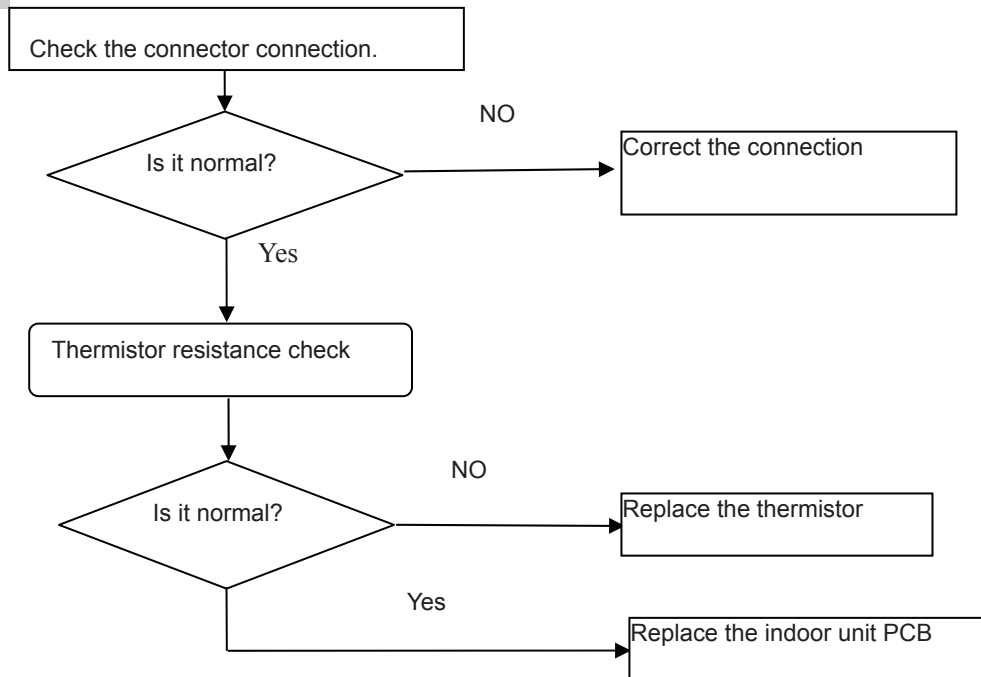 Check the connector connection.
NO
Is it normal?
Correct the connection
Yes
Thermistor resistance check
NO
Is it normal?
Replace the thermistor
Yes
Replace the indoor unit PCB